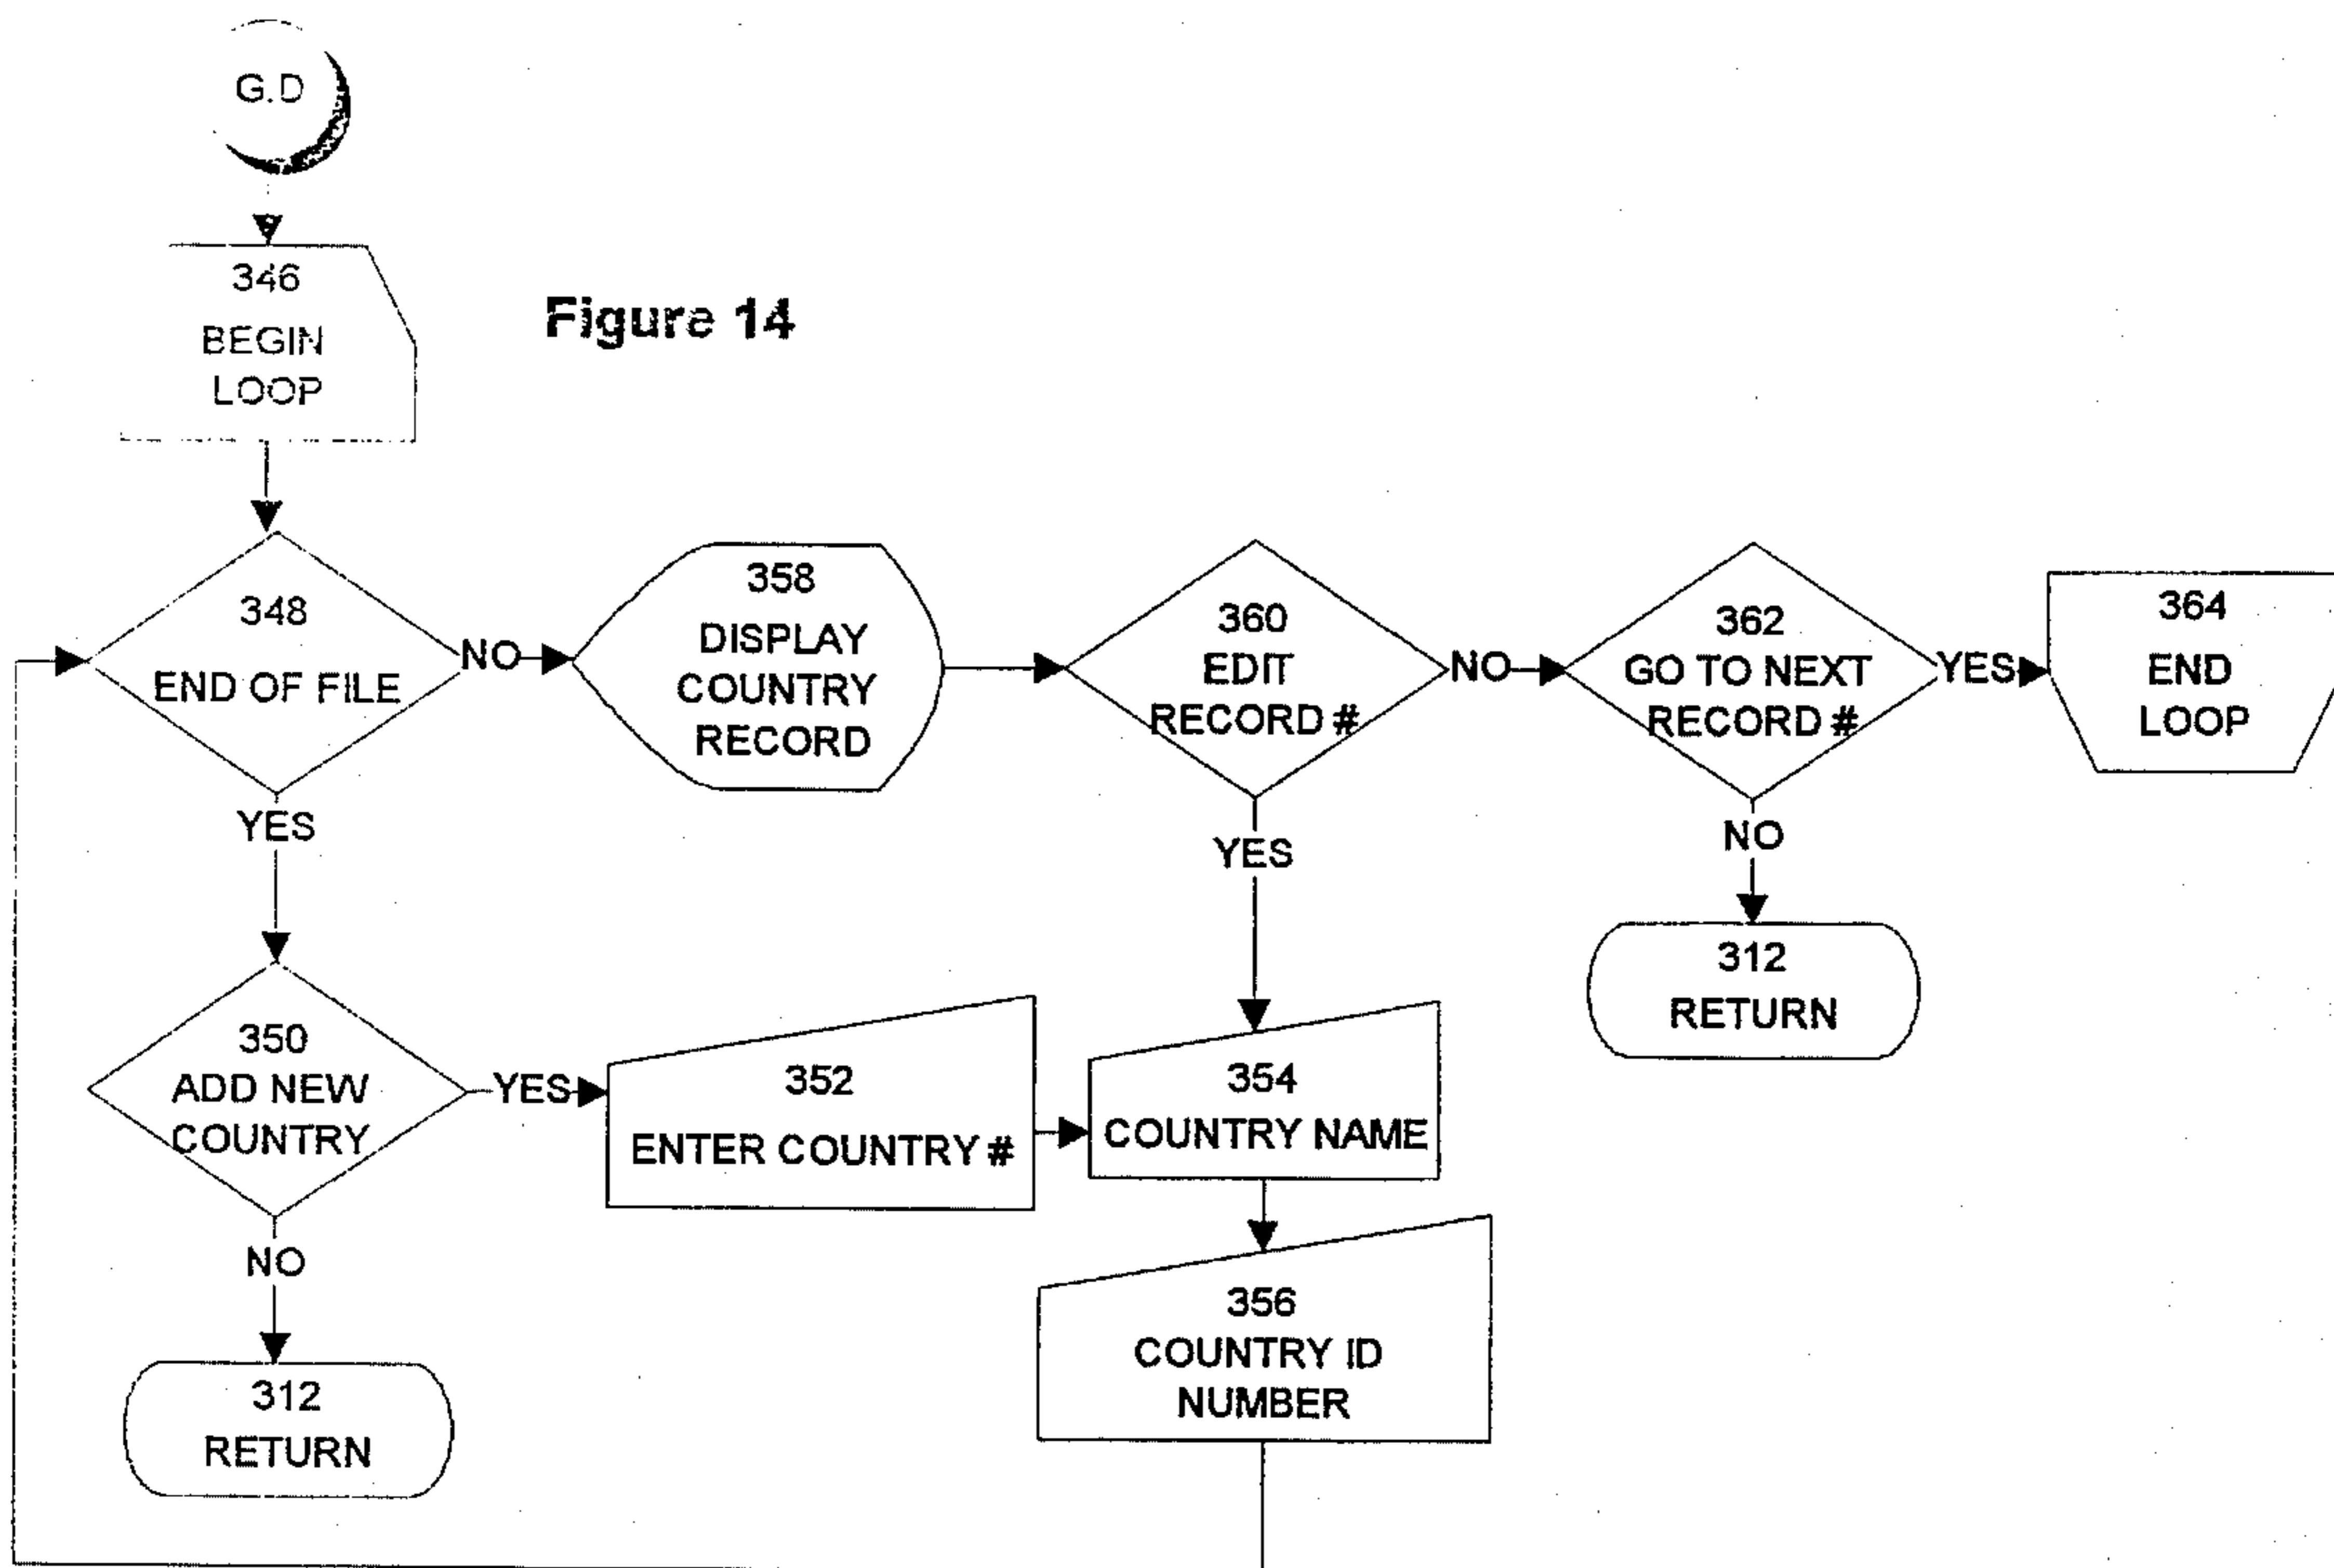 G.D
346
BEGIN
LOOP
Figure 14
348
END OF FILE
NO
358
DISPLAY
COUNTRY
RECORD
360
EDIT
RECORD #
NO
362
GO TO NEXT
RECORD #
YES
364
END
LOOP
YES
YES
NO
312
RETURN
350
ADD NEW
COUNTRY
YES
352
ENTER COUNTRY #
354
COUNTRY NAME
NO
312
RETURN
356
COUNTRY ID
NUMBER